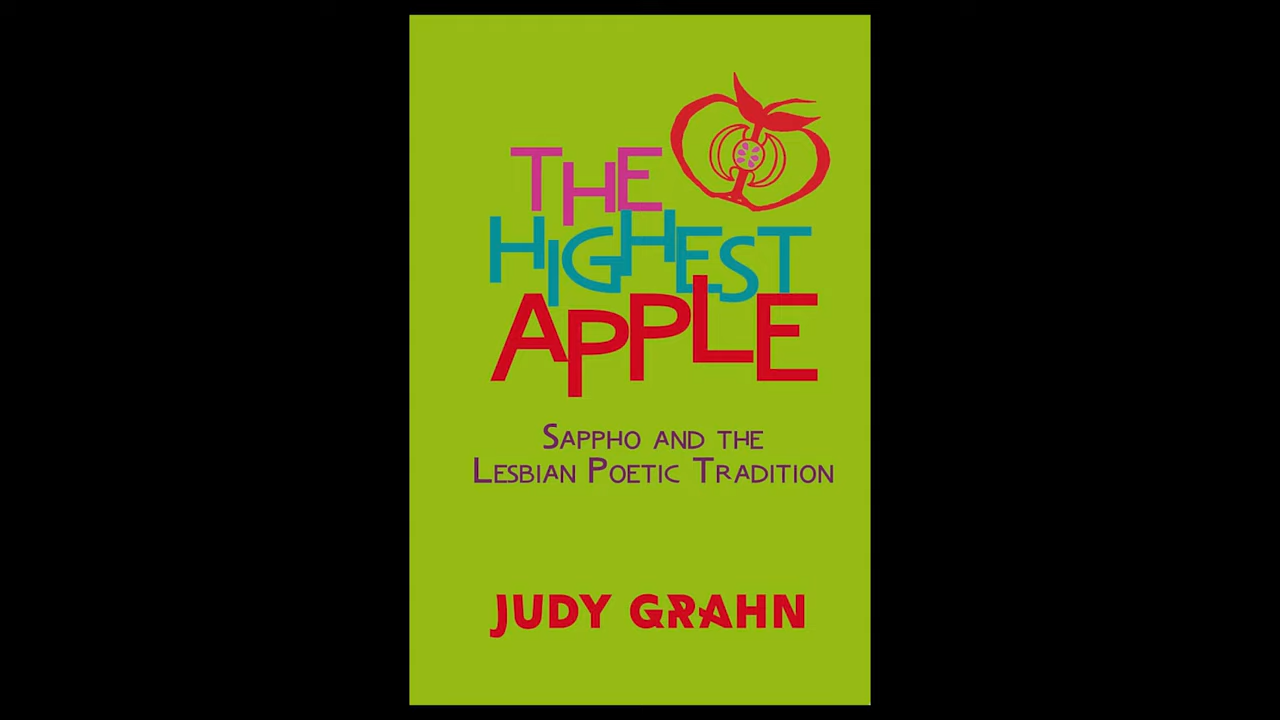 THE
HIGHEST
APPLE
SAPPHO AND THE
LESBIAN POETIC TRADITION
JUDY GRAHN